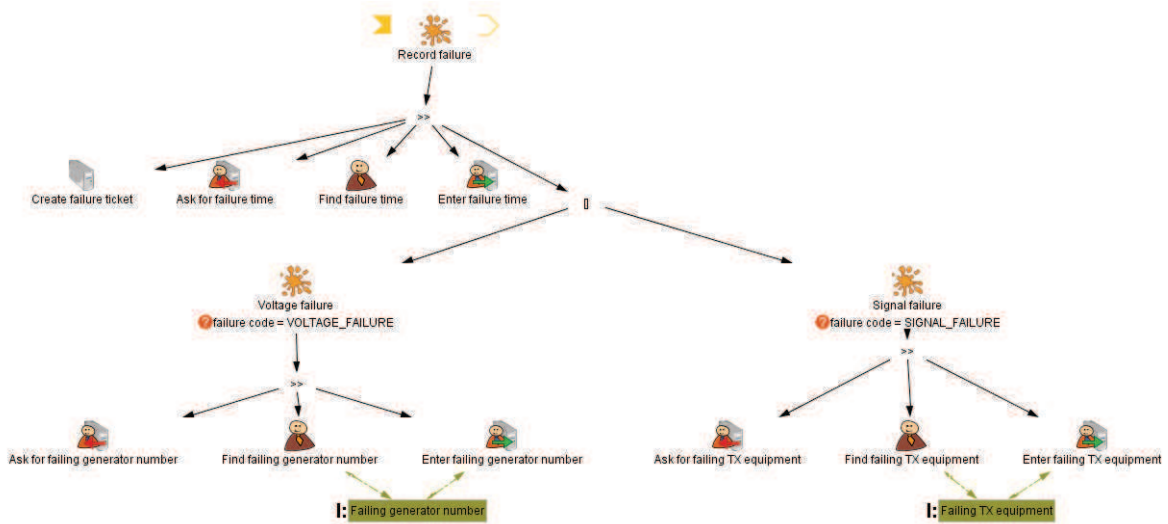 Record failure
>>
Create failure ticket
Ask for failure time
Find failure time
Enter failure time
[]
Voltage failure
failure code = VOLTAGE_FAILURE
Signal failure
failure code = SIGNAL_FAILURE
>>
>>
Ask for failing generator number
Find failing generator number
Enter failing generator number
Ask for failing TX equipment
Find failing TX equipment
Enter failing TX equipment
I: Failing generator number
I: Failing TX equipment